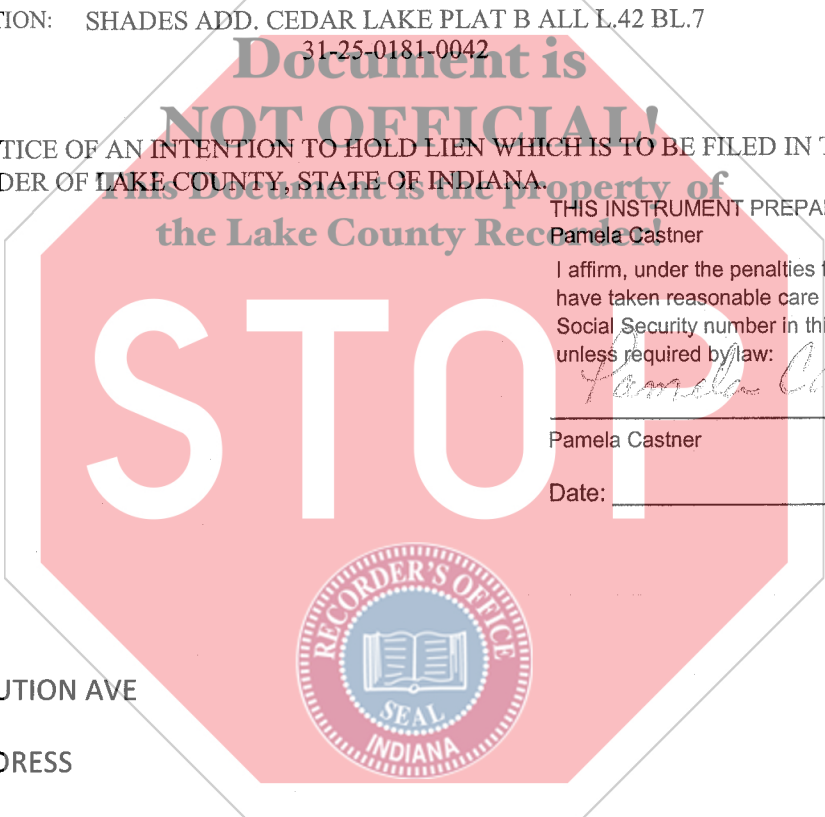 TION: SHADES ADD. CEDAR LAKE PLAT B ALL L.42 BL.7
31-25-0181-0042
Document is
NOT OFFICIAL!
TICE OF AN INTENTION TO HOLD LIEN WHICH IS TO BE FILED IN T
DER OF LAKE COUNTY, STATE OF INDIANA.
This Document is the property of
the Lake County Recorder!
THIS INSTRUMENT PREPA
Pamela Castner
I affirm, under the penalties f
have taken reasonable care
Social Security number in thi
unless required by law:
Pamela Ca
Pamela Castner
Date:
STOP
RECORDER'S OFFICE
SEAL
INDIANA
UTION AVE
DRESS